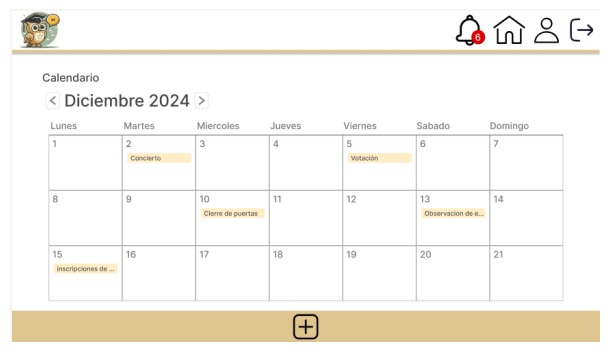 6
Calendario
< Diciembre 2024 >
Lunes Martes Miercoles Jueves Viernes Sabado Domingo
1 2 3 4 5 6 7
Concierto Votación
8 9 10 11 12 13 14
Cierre de puertas Observacion de e...
15 16 17 18 19 20 21
Inscripciones de ...